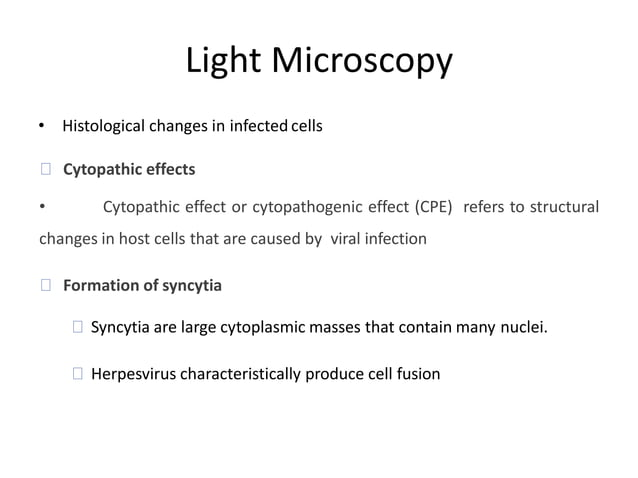 Light Microscopy
• Histological changes in infected cells
Cytopathic effects
• Cytopathic effect or cytopathogenic effect (CPE) refers to structural
changes in host cells that are caused by viral infection
Formation of syncytia
Syncytia are large cytoplasmic masses that contain many nuclei.
Herpesvirus characteristically produce cell fusion